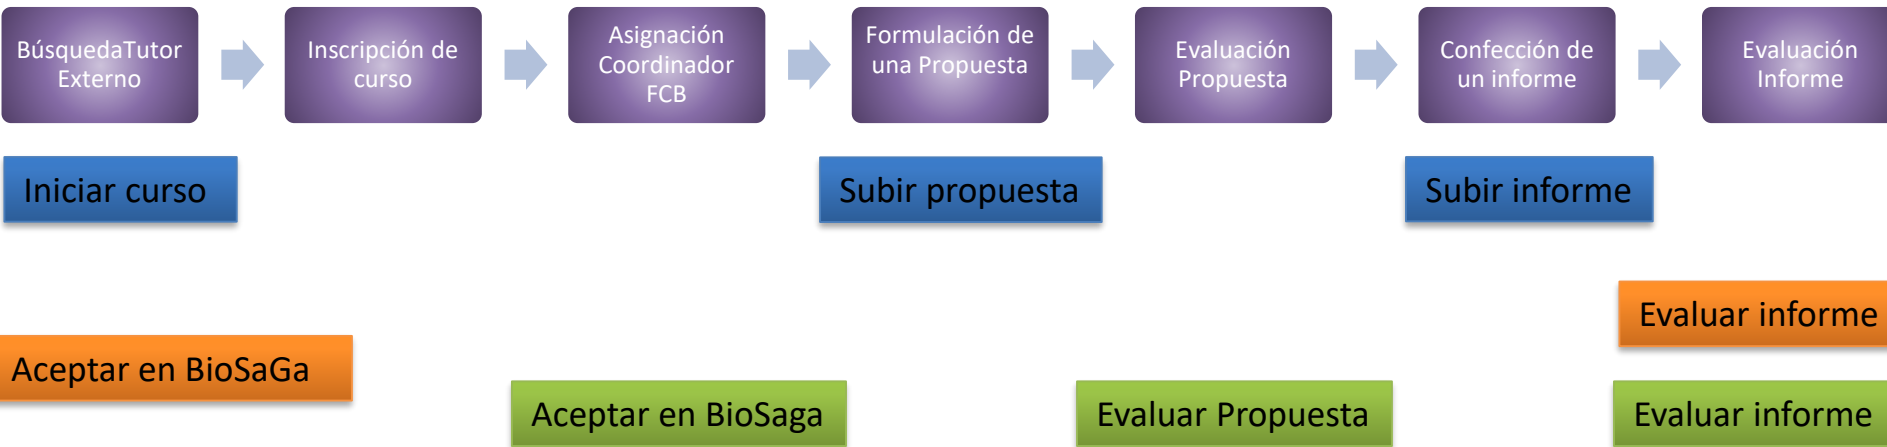 BúsquedaTutor
Externo
Inscripción de
curso
Asignación
Coordinador
FCB
Formulación de
una Propuesta
Evaluación
Propuesta
Confección de
un informe
Evaluación
Informe
Iniciar curso
Subir propuesta
Subir informe
Evaluar informe
Aceptar en BioSaGa
Aceptar en BioSaga
Evaluar Propuesta
Evaluar informe